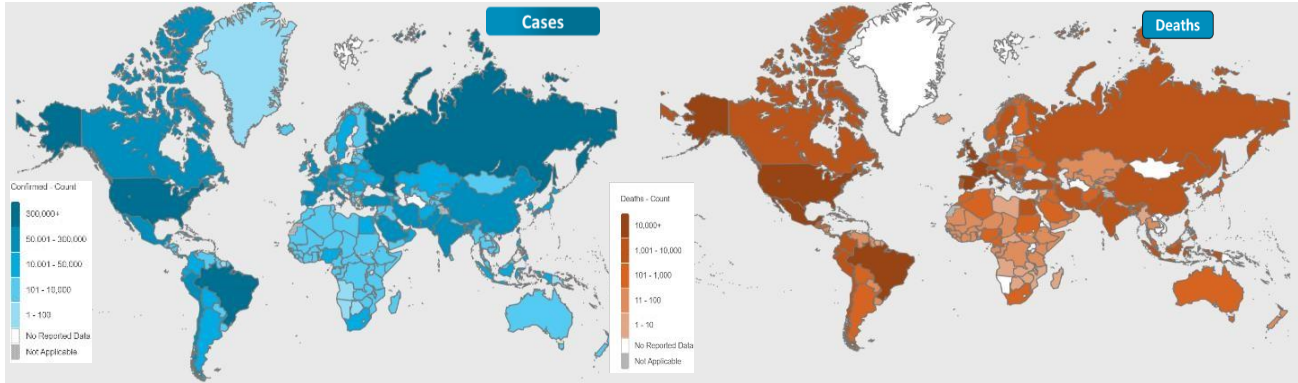 Cases
Confirmed - Count
300,000+
50,001 - 300,000
10,001 - 50,000
101 - 10,000
1 - 100
No Reported Data
Not Applicable
Deaths
Deaths - Count
10,000+
1,001 - 10,000
101 - 1,000
11 - 100
1 - 10
No Reported Data
Not Applicable